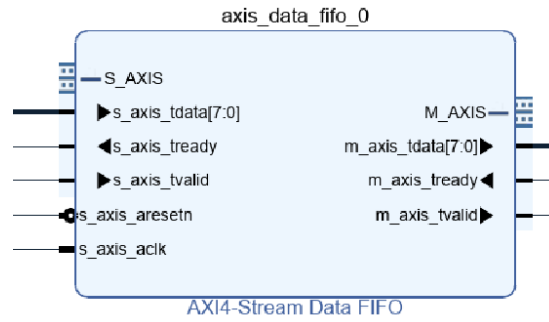 axis_data_fifo_0
S_AXIS
s_axis_tdata[7:0]
M_AXIS
s_axis_tready
m_axis_tdata[7:0]
s_axis_tvalid
m_axis_tready
s_axis_aresetn
m_axis_tvalid
s_axis_aclk
AXI4-Stream Data FIFO